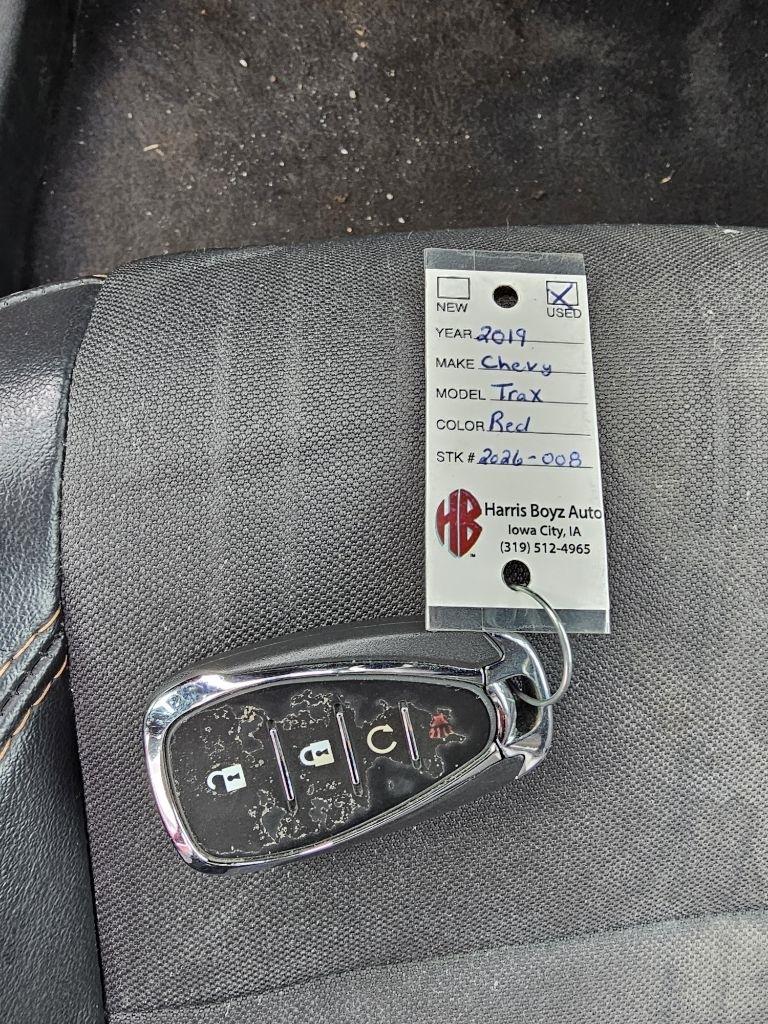 NEW USED
YEAR 2019
MAKE Chevy
MODEL Trax
COLOR Red
STK # 2026-008
HB Harris Boyz Auto
Iowa City, IA
(319) 512-4965